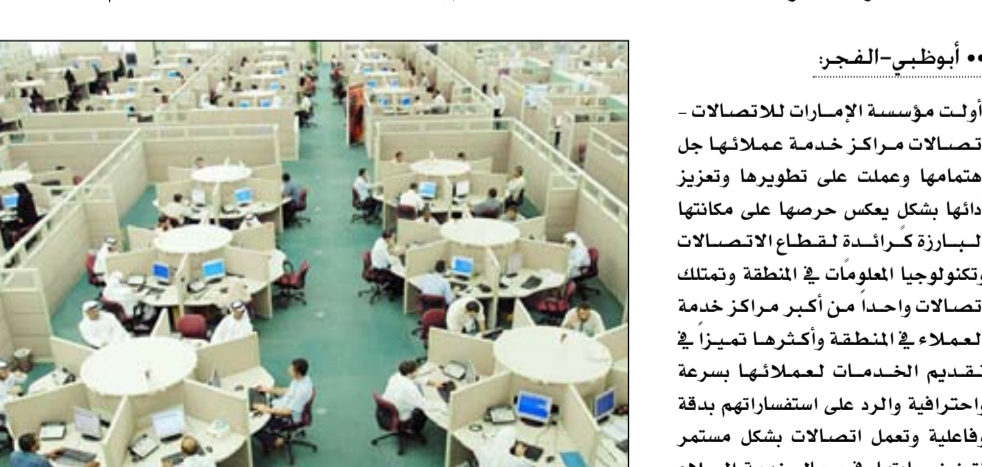 •• أبوظبي-الفجر:
أولت مؤسسة الإمارات للاتصالات -
تصالات مراكز خدمة عملائها جل
هتمامها وعملت على تطويرها وتعزيز
دائها بشكل يعكس حرصها على مكانتها
لبارزة كرائدة لقطاع الاتصالات
وتكنولوجيا المعلومات في المنطقة وتمتلك
تصالات واحداً من أكبر مراكز خدمة
لعملاء في المنطقة وأكثرها تميزاً في
تقديم الخدمات لعملائها بسرعة
واحترافية والرد على استفساراتهم بدقة
وفاعلية وتعمل اتصالات بشكل مستمر